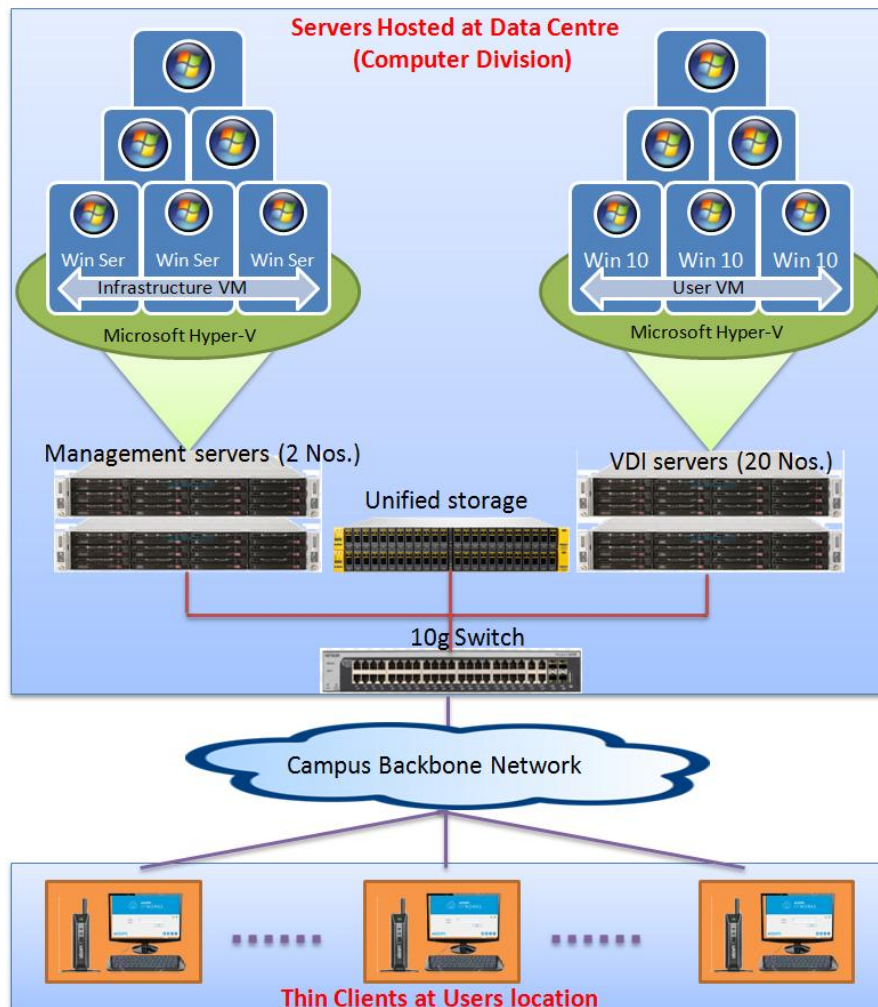 Servers Hosted at Data Centre
(Computer Division)
Win Ser
Win Ser
Win Ser
Infrastructure VM
Microsoft Hyper-V
Win 10
Win 10
Win 10
User VM
Microsoft Hyper-V
Management servers (2 Nos.)
Unified storage
VDI servers (20 Nos.)
10g Switch
Campus Backbone Network
Thin Clients at Users location